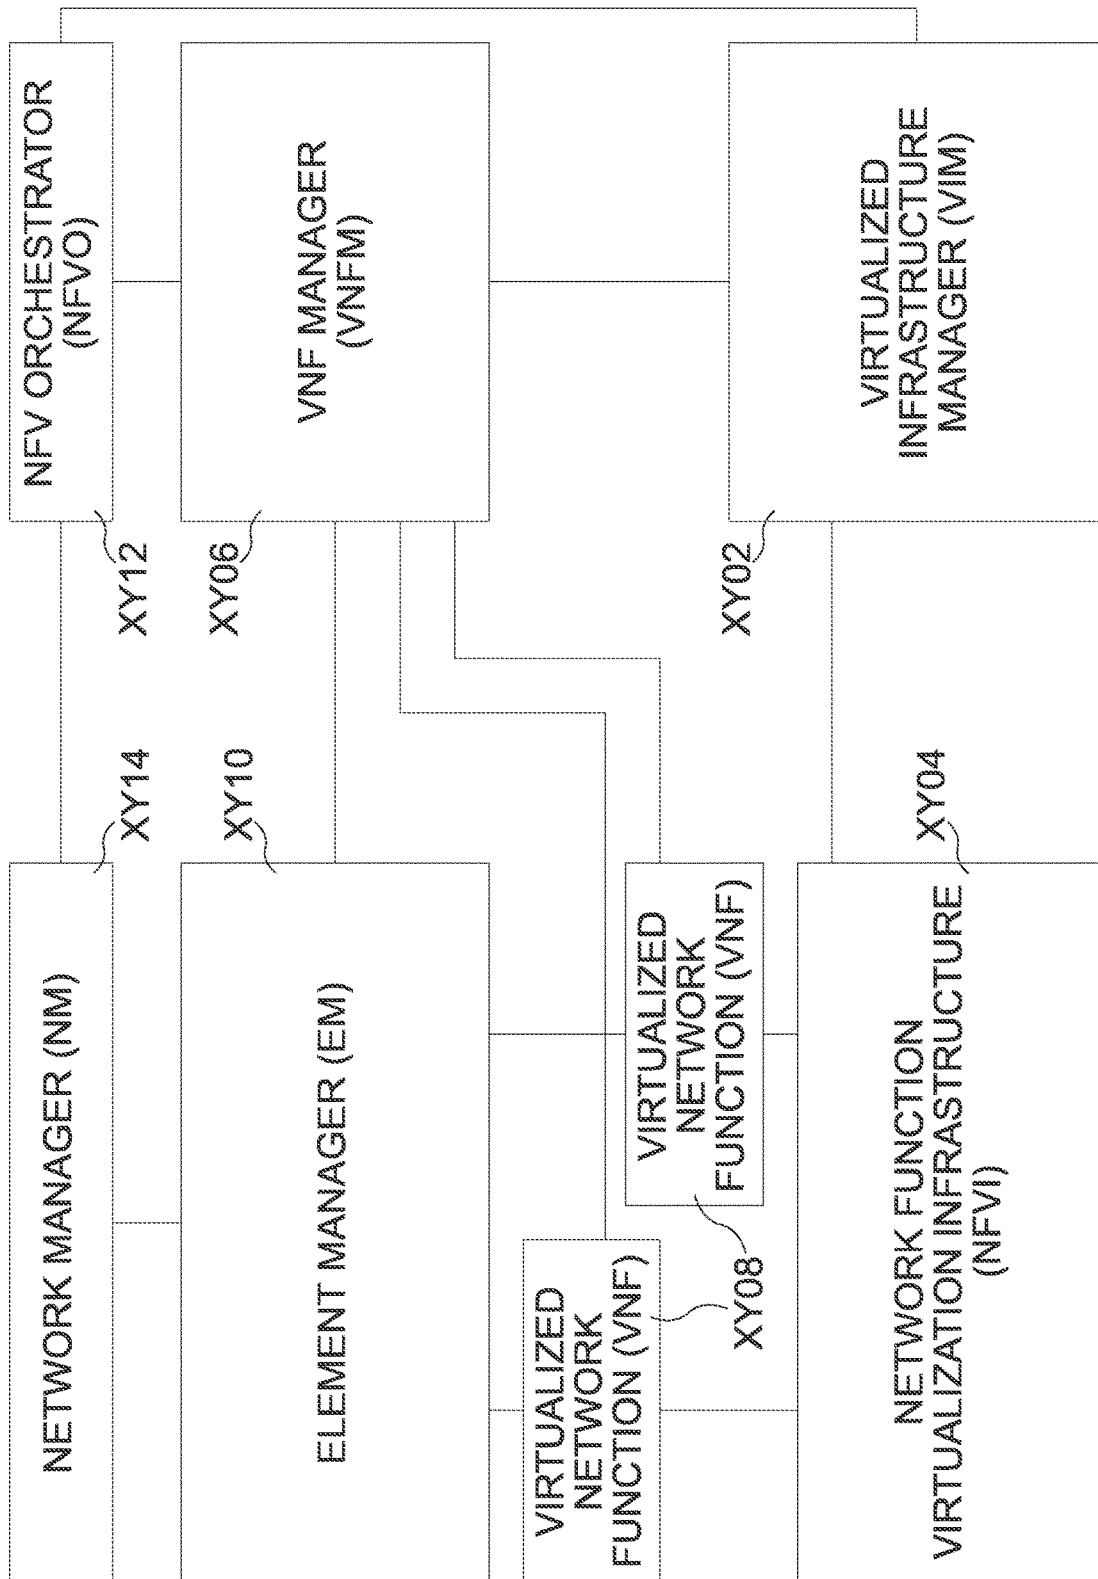 NETWORK MANAGER (NM)
XY14
NFV ORCHESTRATOR
(NFVO)
XY12
ELEMENT MANAGER (EM)
XY10
VNF MANAGER
(VNFM)
XY06
VIRTUALIZED
NETWORK
FUNCTION (VNF)
XY08
VIRTUALIZED
NETWORK
FUNCTION (VNF)
NETWORK FUNCTION
VIRTUALIZATION INFRASTRUCTURE
(NFVI)
XY04
VIRTUALIZED
INFRASTRUCTURE
MANAGER (VIM)
XY02